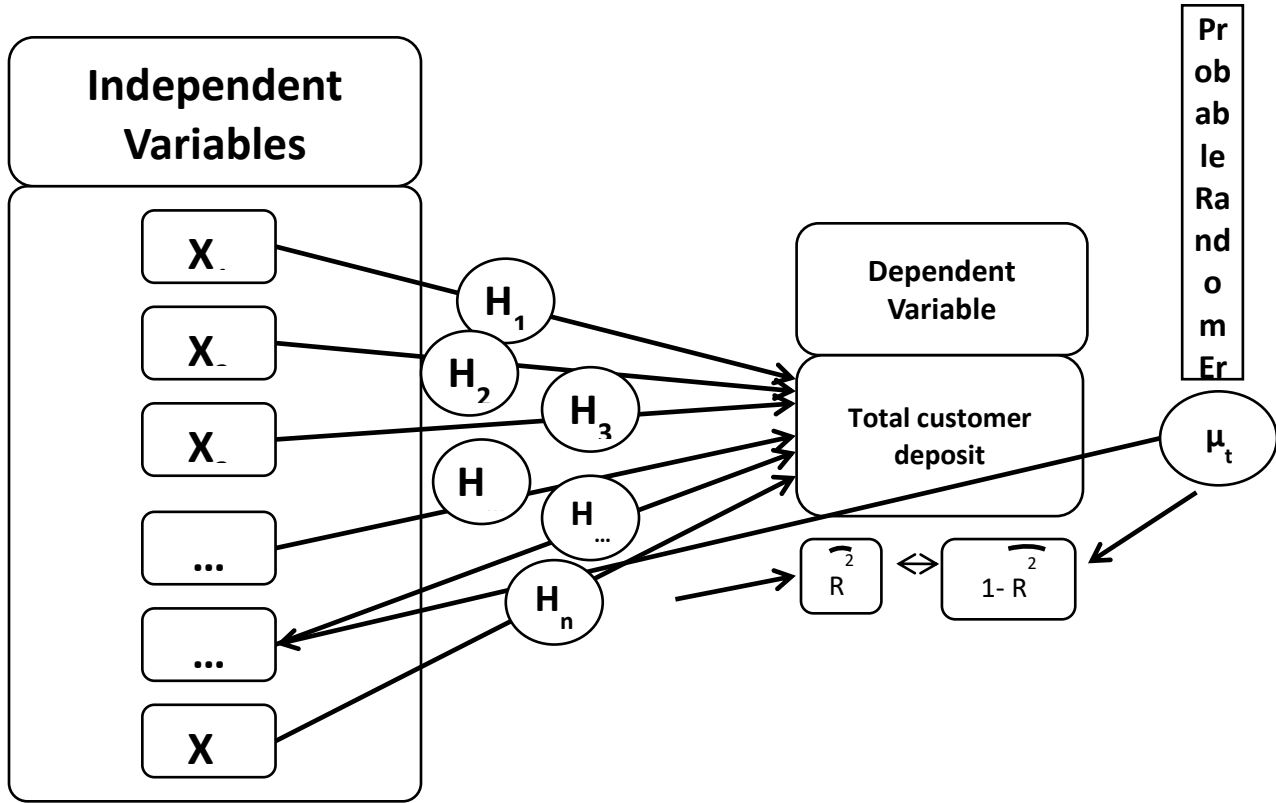 Independent
Variables
X
X
X
...
...
X
H₁
H₂
H₃
H...
H...
Hₙ
Dependent
Variable
Total customer
deposit
R²
1- R²
Pr
ob
ab
le
Ra
nd
o
m
Er
μₜ